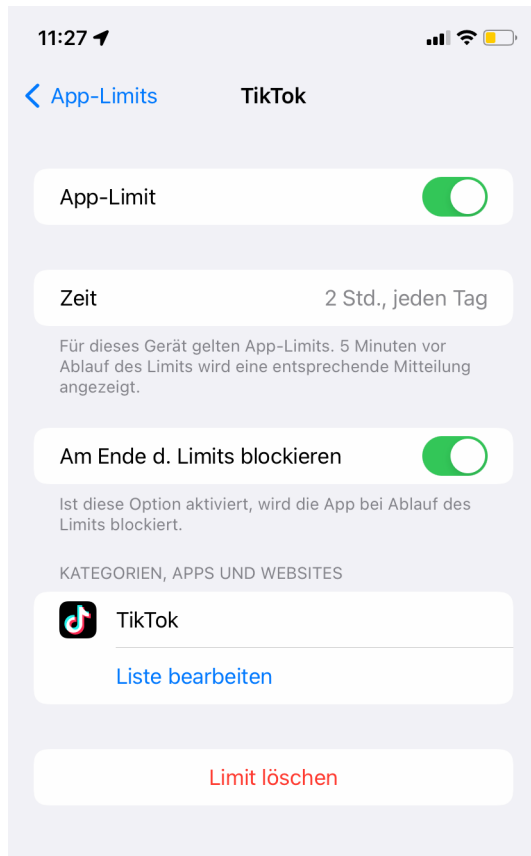 11:27
App-Limits
TikTok
App-Limit
Zeit
2 Std., jeden Tag
Für dieses Gerät gelten App-Limits. 5 Minuten vor
Ablauf des Limits wird eine entsprechende Mitteilung
angezeigt.
Am Ende d. Limits blockieren
Ist diese Option aktiviert, wird die App bei Ablauf des
Limits blockiert.
KATEGORIEN, APPS UND WEBSITES
TikTok
Liste bearbeiten
Limit löschen